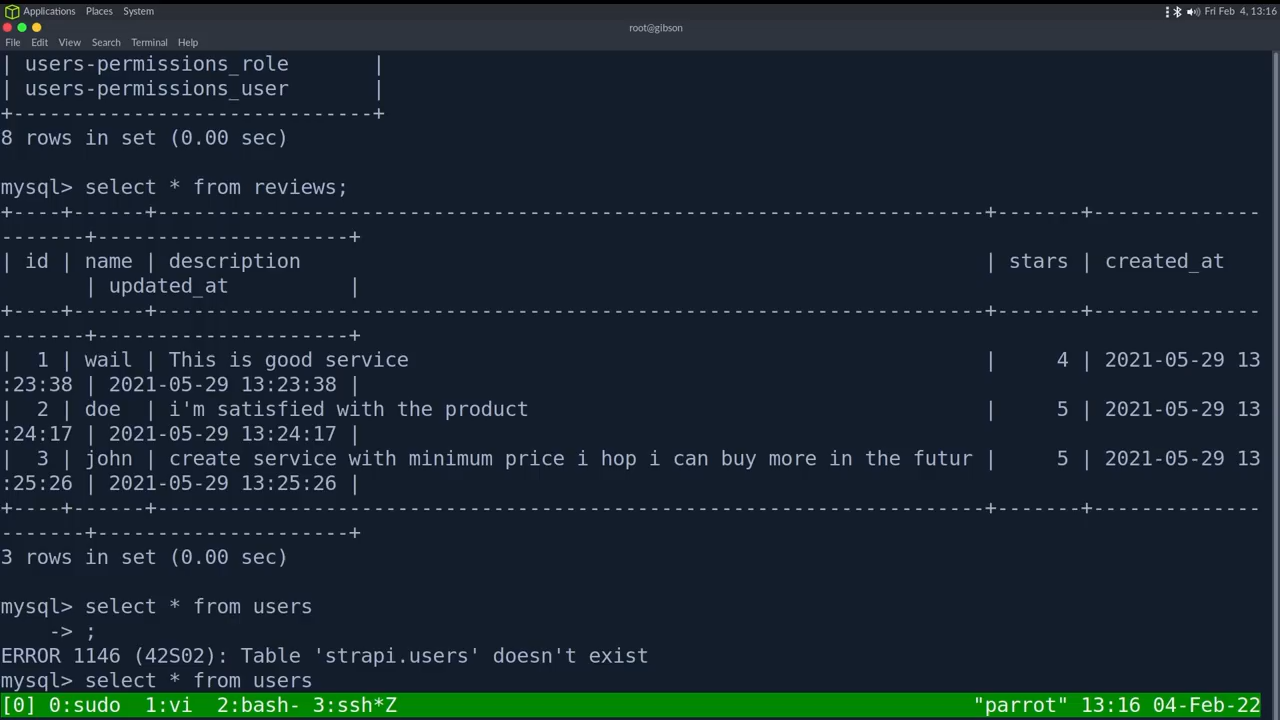 Applications Places System Fri Feb 4, 13:16
root@gibson
File Edit View Search Terminal Help
| users-permissions_role       |
| users-permissions_user       |
+------------------------------+
8 rows in set (0.00 sec)
mysql> select * from reviews;
+----+------+---------------------------------------------------------------------+-------+--------------
-------+---------------------+
| id | name | description                                                         | stars | created_at
       | updated_at          |
+----+------+---------------------------------------------------------------------+-------+--------------
-------+---------------------+
|  1 | wail | This is good service                                                |     4 | 2021-05-29 13
:23:38 | 2021-05-29 13:23:38 |
|  2 | doe  | i'm satisfied with the product                                      |     5 | 2021-05-29 13
:24:17 | 2021-05-29 13:24:17 |
|  3 | john | create service with minimum price i hop i can buy more in the futur |     5 | 2021-05-29 13
:25:26 | 2021-05-29 13:25:26 |
+----+------+---------------------------------------------------------------------+-------+--------------
-------+---------------------+
3 rows in set (0.00 sec)
mysql> select * from users
    -> ;
ERROR 1146 (42S02): Table 'strapi.users' doesn't exist
mysql> select * from users
[0] 0:sudo  1:vi  2:bash- 3:ssh*Z "parrot" 13:16 04-Feb-22